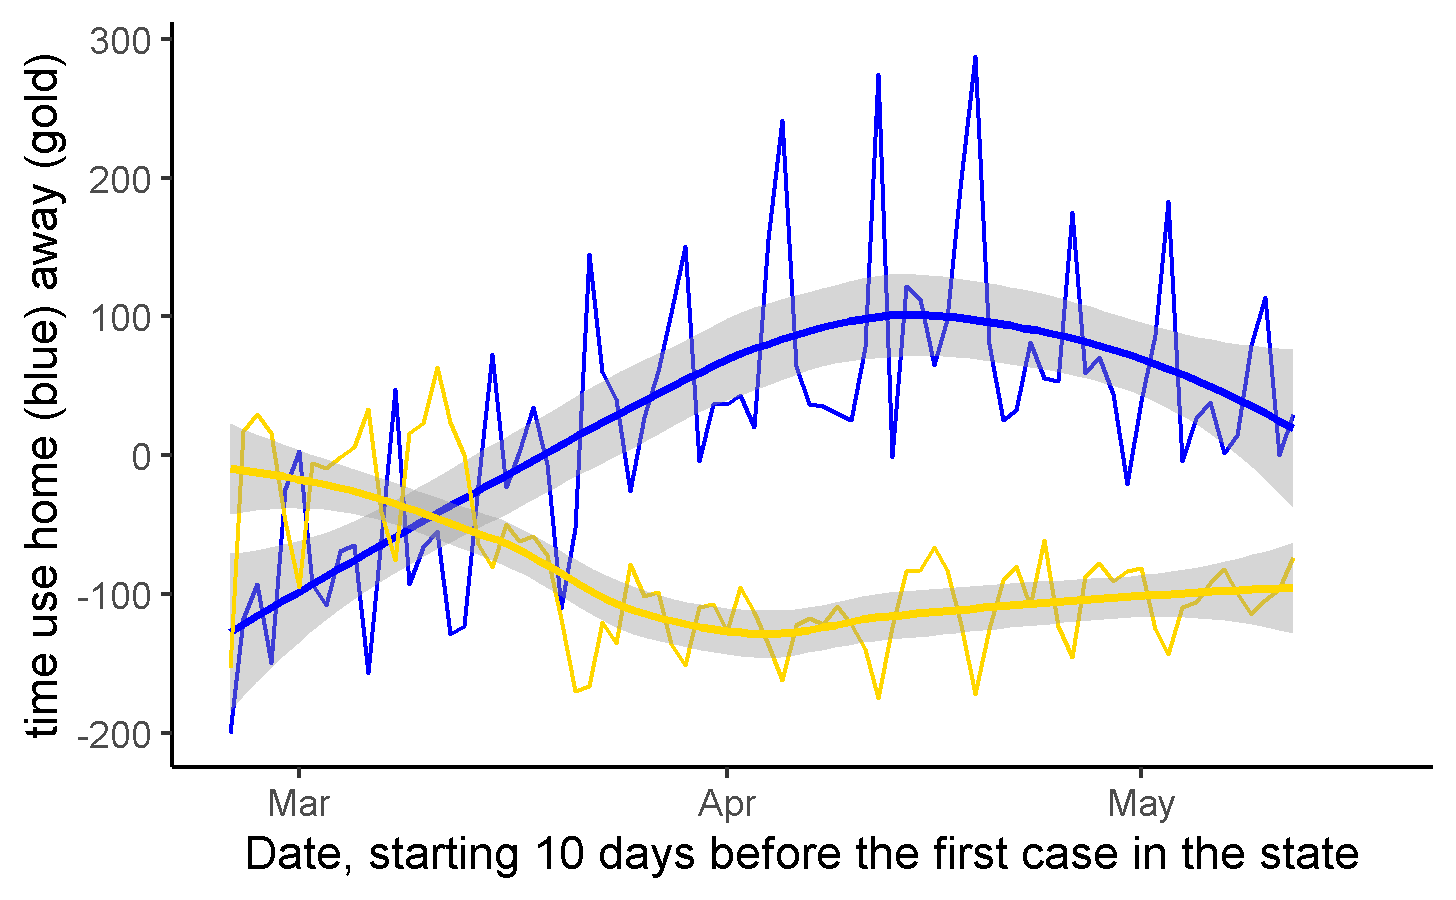 time use home (blue) away (gold)
300
200
100
0
-100
-200
Mar Apr May
Date, starting 10 days before the first case in the state